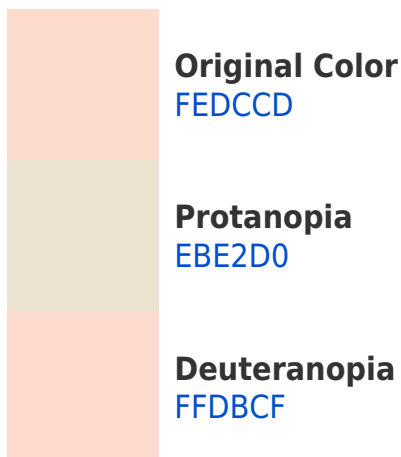 Original Color
FEDCCD
Protanopia
EBE2D0
Deuteranopia
FFDBCF